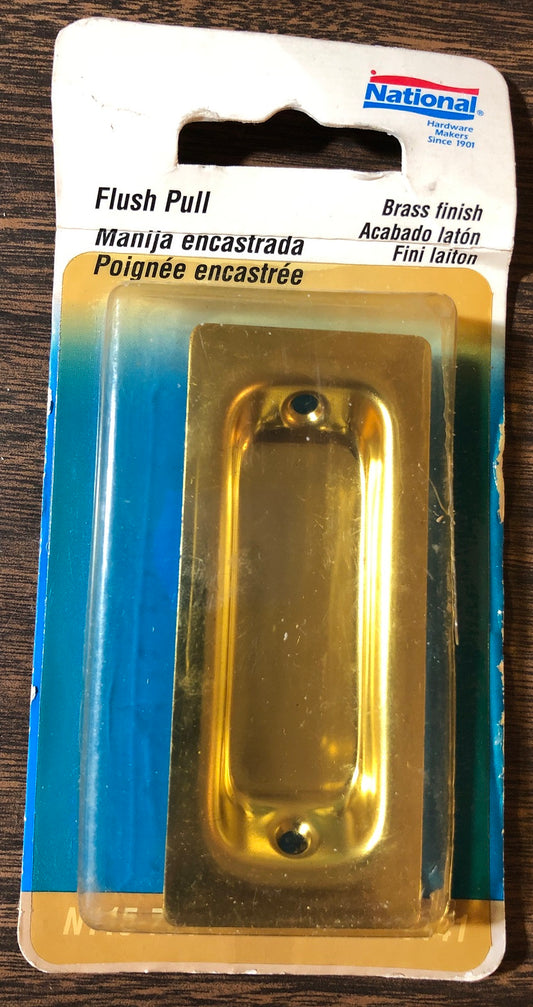 National®
Hardware
Makers
Since 1901
Flush Pull
Manija encastrada
Poignée encastrée
Brass finish
Acabado latón
Fini laiton